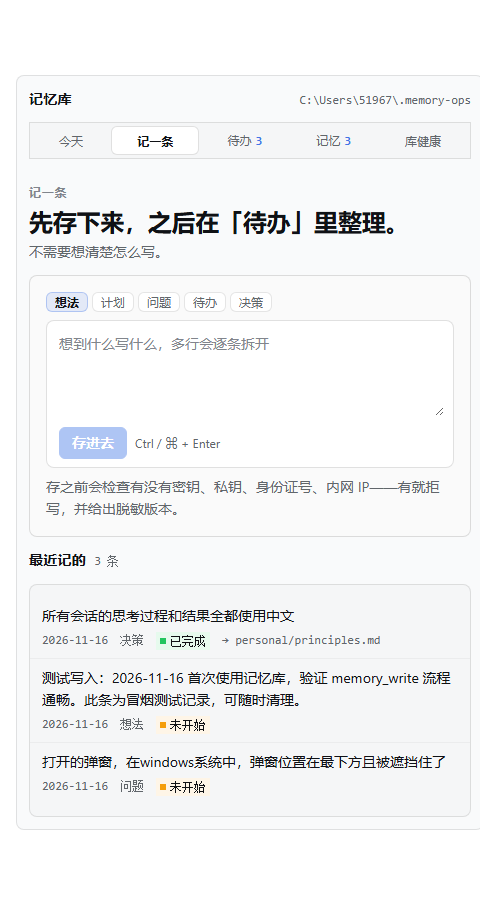 记忆库
C:\Users\51967\.memory-ops
今天 记一条 待办 3 记忆 3 库健康
记一条
先存下来，之后在「待办」里整理。
不需要想清楚怎么写。
想法 计划 问题 待办 决策
想到什么写什么，多行会逐条拆开
存进去 Ctrl / ⌘ + Enter
存之前会检查有没有密钥、私钥、身份证号、内网 IP——有就拒
写，并给出脱敏版本。
最近记的 3 条
所有会话的思考过程和结果全都使用中文
2026-11-16 决策 已完成 → personal/principles.md
测试写入：2026-11-16 首次使用记忆库，验证 memory_write 流程
通畅。此条为冒烟测试记录，可随时清理。
2026-11-16 想法 未开始
打开的弹窗，在windows系统中，弹窗位置在最下方且被遮挡住了
2026-11-16 问题 未开始